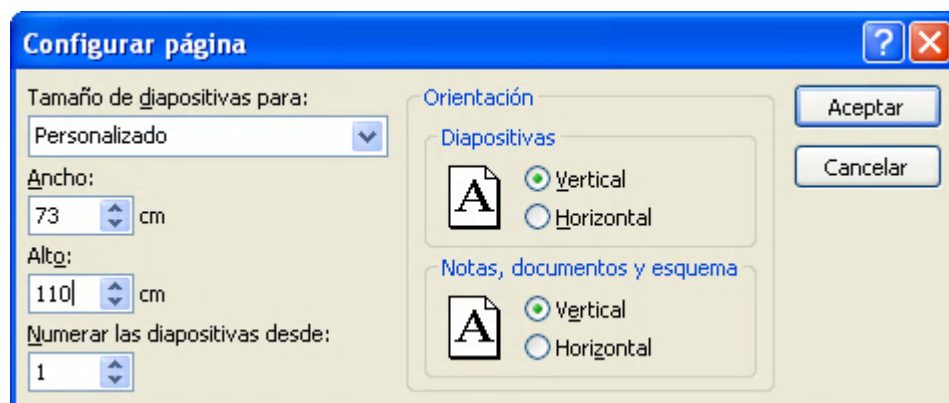 Configurar página
Tamaño de diapositivas para:
Personalizado
Ancho:
73 cm
Alto:
110 cm
Numerar las diapositivas desde:
1
Orientación
Diapositivas
A
Vertical
Horizontal
Notas, documentos y esquema
A
Vertical
Horizontal
Aceptar
Cancelar